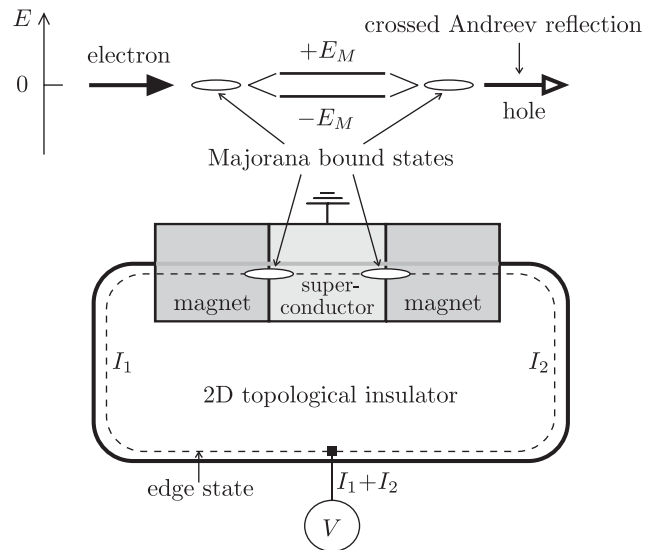 E
crossed Andreev reflection
electron
+E_M
0
−E_M
hole
Majorana bound states
magnet
super-
conductor
magnet
I_1
I_2
2D topological insulator
edge state
I_1+I_2
V